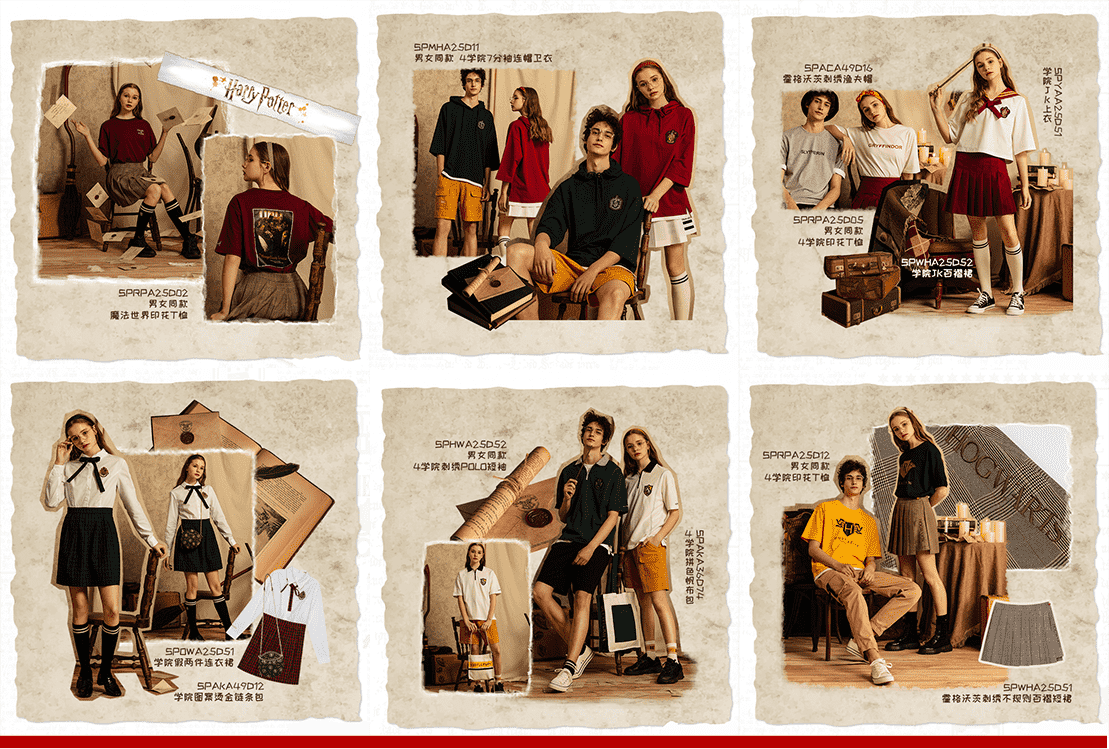 Harry Potter
SPRPA25D02
男女同款
魔法世界印花T恤
SPMHA25D11
男女同款 4学院7分袖连帽卫衣
SPACA49D16
霍格沃茨刺绣渔夫帽
SPYAA25D51
学院JK上衣
SLYTHERIN
GRYFFINDOR
SPRPA25D05
男女同款
4学院印花T恤
SPWHA25D52
学院JK百褶裙
SPOWA25D51
学院假两件连衣裙
SPAKA49D12
学院图案烫金链条包
SPHWA25D52
男女同款
4学院刺绣POLO短袖
SPAKA36D74
4学院拼色帆布包
SPRPA25D12
男女同款
4学院印花T恤
HOGWARTS
SPWHA25D51
霍格沃茨刺绣不规则百褶短裙